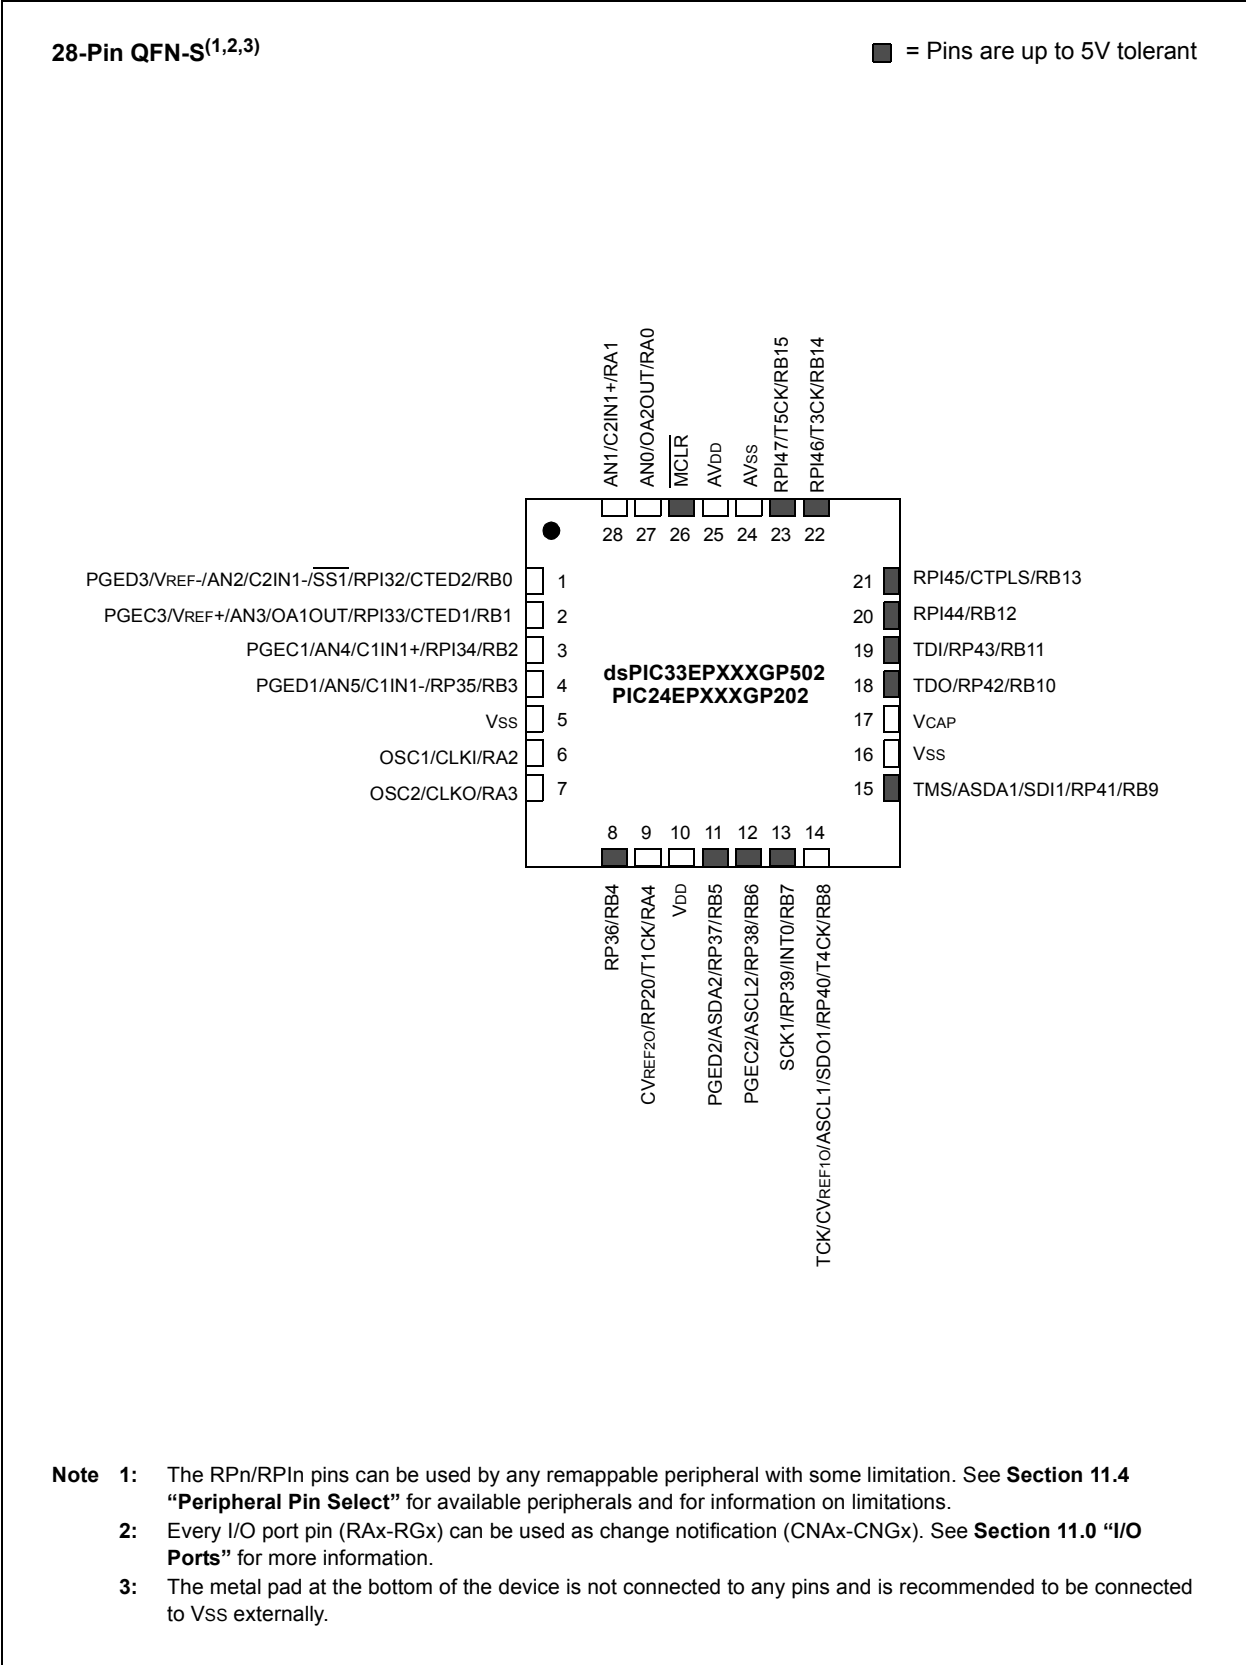 28-Pin QFN-S(1,2,3)
= Pins are up to 5V tolerant
AN1/C2IN1+/RA1
AN0/OA2OUT/RA0
MCLR
AVDD
AVSS
RPI47/T5CK/RB15
RPI46/T3CK/RB14
28 27 26 25 24 23 22
PGED3/VREF-/AN2/C2IN1-/SS1/RPI32/CTED2/RB0 1
PGEC3/VREF+/AN3/OA1OUT/RPI33/CTED1/RB1 2
PGEC1/AN4/C1IN1+/RPI34/RB2 3
PGED1/AN5/C1IN1-/RP35/RB3 4
VSS 5
OSC1/CLKI/RA2 6
OSC2/CLKO/RA3 7
dsPIC33EPXXXGP502
PIC24EPXXXGP202
21 RPI45/CTPLS/RB13
20 RPI44/RB12
19 TDI/RP43/RB11
18 TDO/RP42/RB10
17 VCAP
16 VSS
15 TMS/ASDA1/SDI1/RP41/RB9
8 9 10 11 12 13 14
RP36/RB4
CVREF2O/RP20/T1CK/RA4
VDD
PGED2/ASDA2/RP37/RB5
PGEC2/ASCL2/RP38/RB6
SCK1/RP39/INT0/RB7
TCK/CVREF1O/ASCL1/SDO1/RP40/T4CK/RB8
Note 1: The RPn/RPIn pins can be used by any remappable peripheral with some limitation. See Section 11.4
“Peripheral Pin Select” for available peripherals and for information on limitations.
2: Every I/O port pin (RAx-RGx) can be used as change notification (CNAx-CNGx). See Section 11.0 “I/O
Ports” for more information.
3: The metal pad at the bottom of the device is not connected to any pins and is recommended to be connected
to VSS externally.